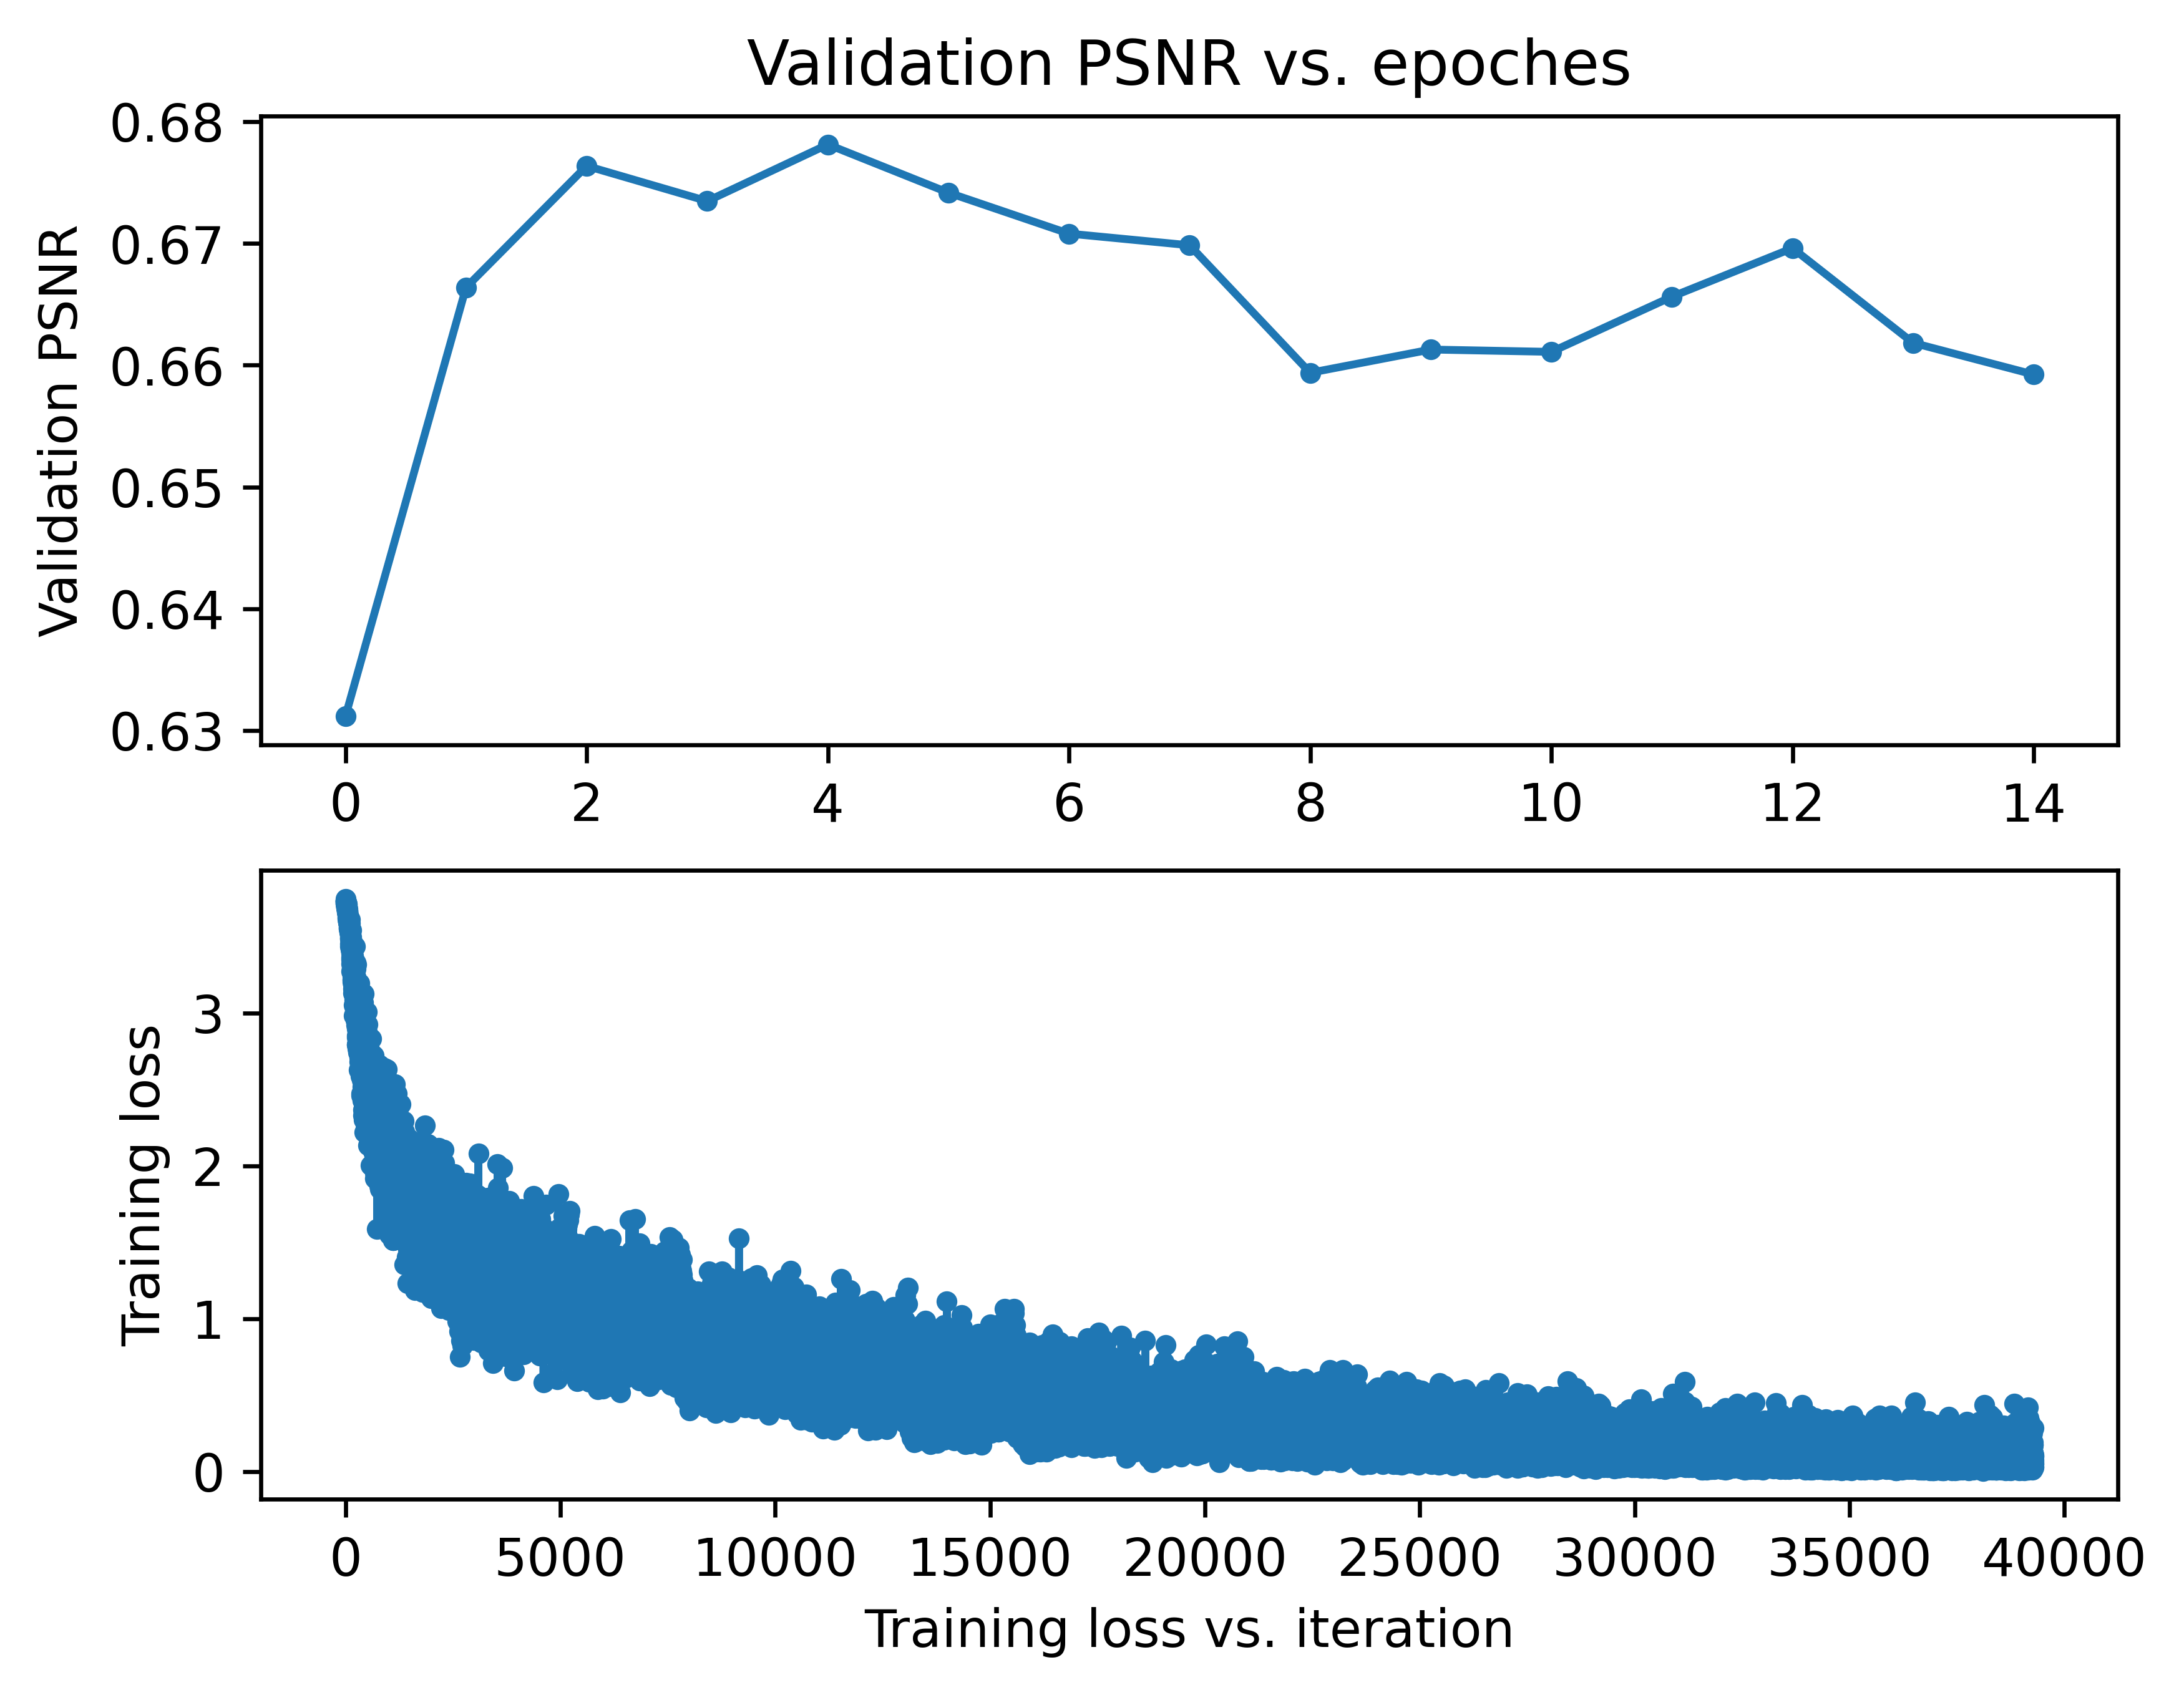 Validation PSNR vs. epoches
Validation PSNR
0.68
0.67
0.66
0.65
0.64
0.63
0 2 4 6 8 10 12 14
Training loss
3
2
1
0
0 5000 10000 15000 20000 25000 30000 35000 40000
Training loss vs. iteration